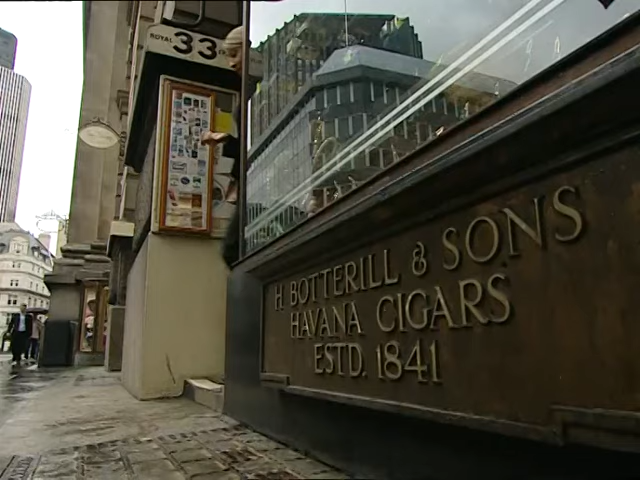 ROYAL 33
H. BOTTERILL & SONS
HAVANA CIGARS
ESTD. 1841